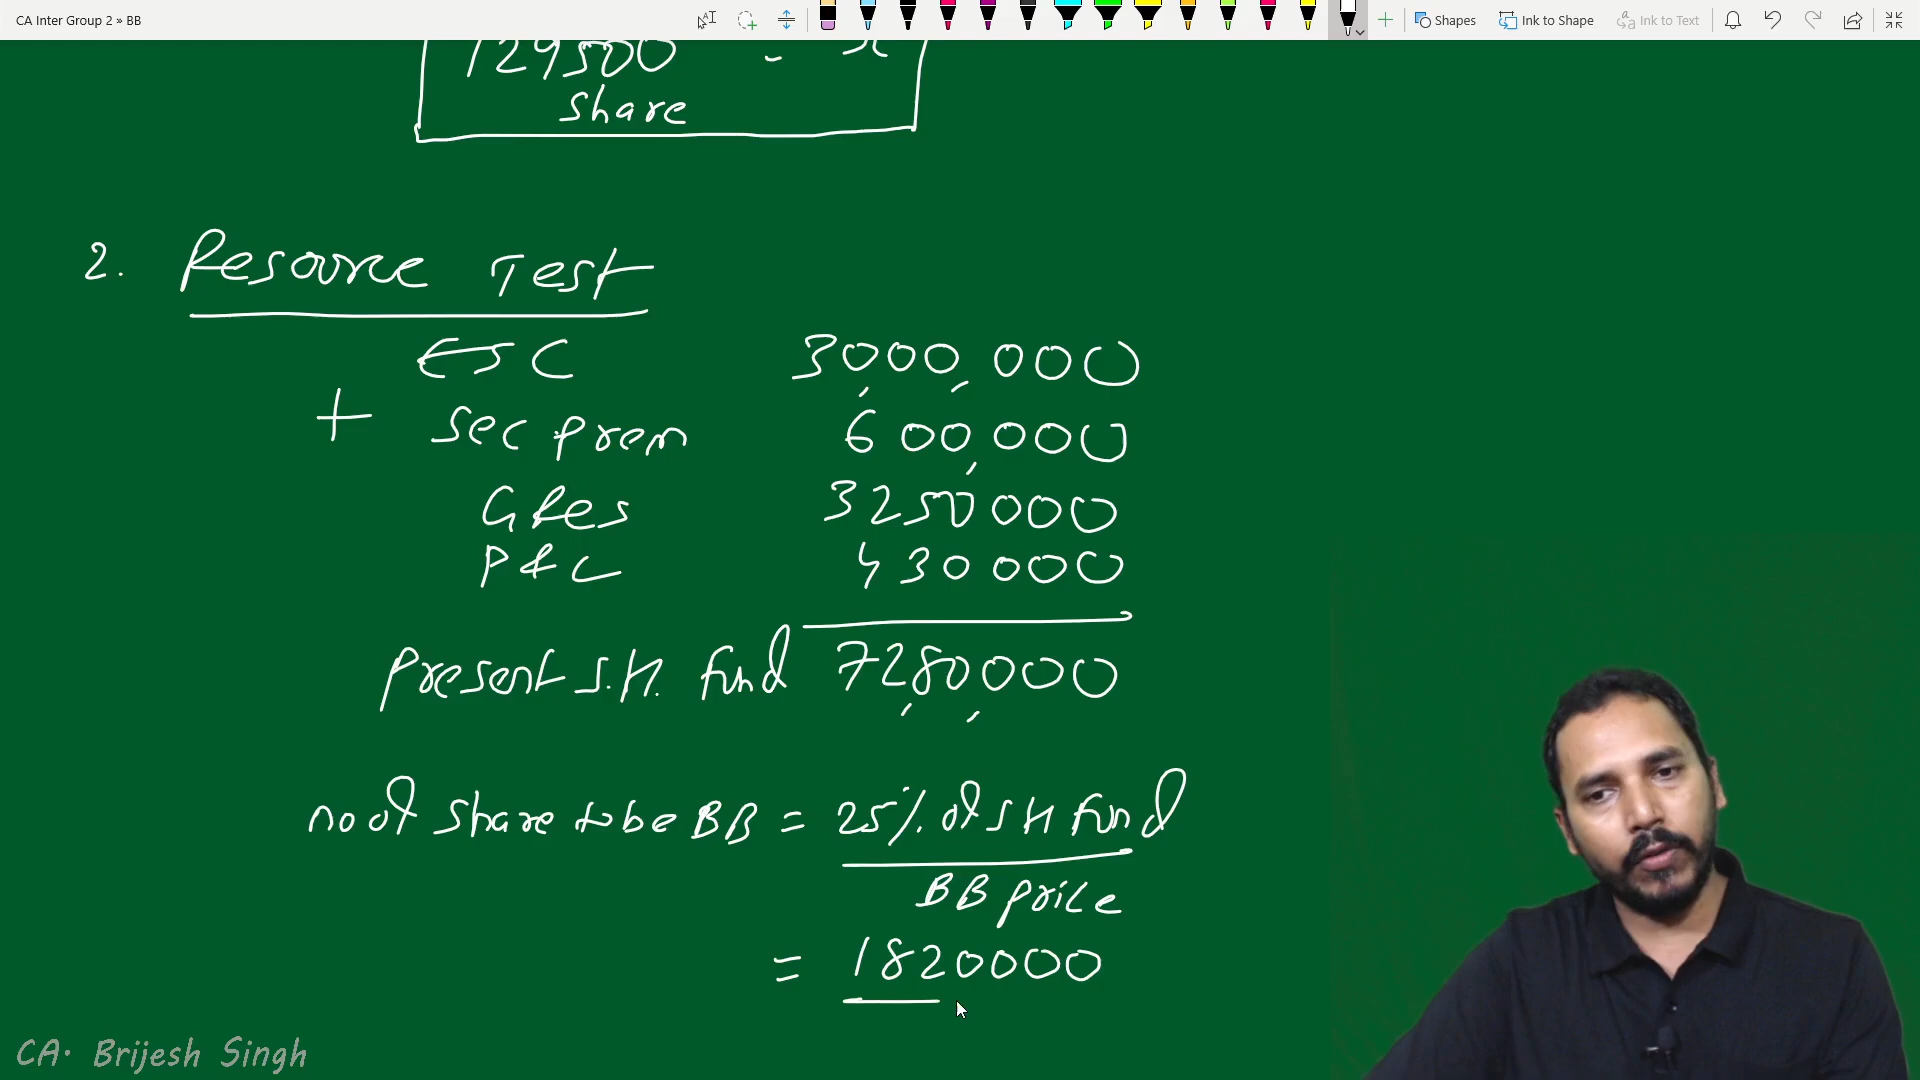 CA Inter Group 2 » BB
Shapes
Ink to Shape
Ink to Text
129500 - x
share
2. Resource Test
ESC 3000,000
+ Sec prem 600,000
G Res 3250000
P & L 430000
present S.H. fund 7280000
no of share to be BB = 25% of SH fund
BB price
= 1820000
CA. Brijesh Singh